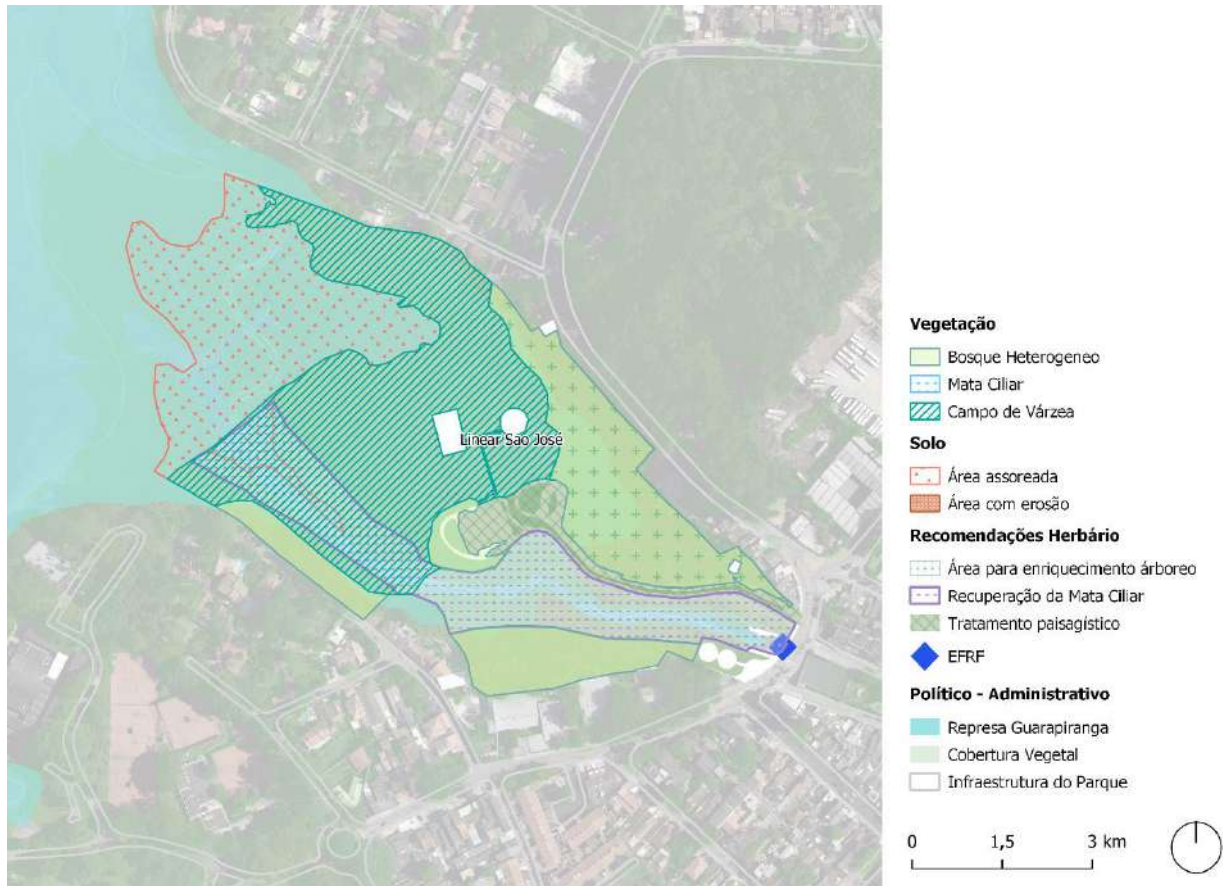 Linear São José
Vegetação
Bosque Heterogeneo
Mata Ciliar
Campo de Várzea
Solo
Área assoreada
Área com erosão
Recomendações Herbário
Área para enriquecimento árboreo
Recuperação da Mata Ciliar
Tratamento paisagístico
EFRF
Político - Administrativo
Represa Guarapiranga
Cobertura Vegetal
Infraestrutura do Parque
0 1,5 3 km